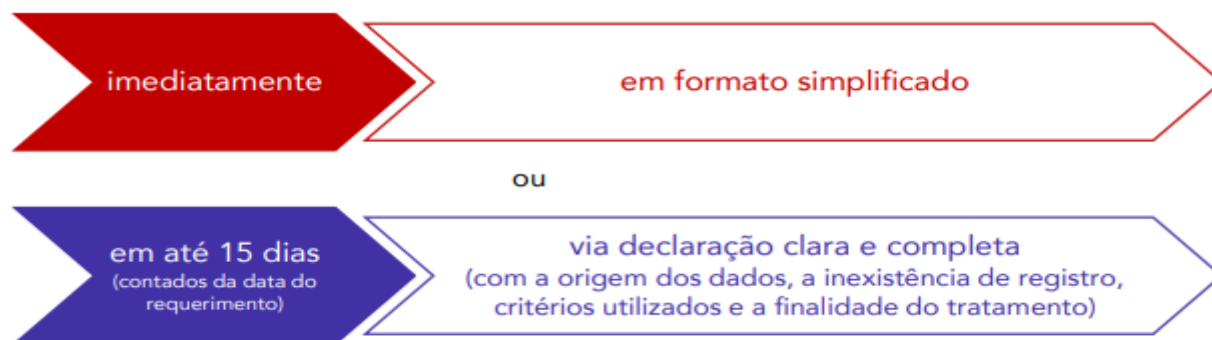 imediatamente
em formato simplificado
ou
em até 15 dias
(contados da data do
requerimento)
via declaração clara e completa
(com a origem dos dados, a inexistência de registro,
critérios utilizados e a finalidade do tratamento)